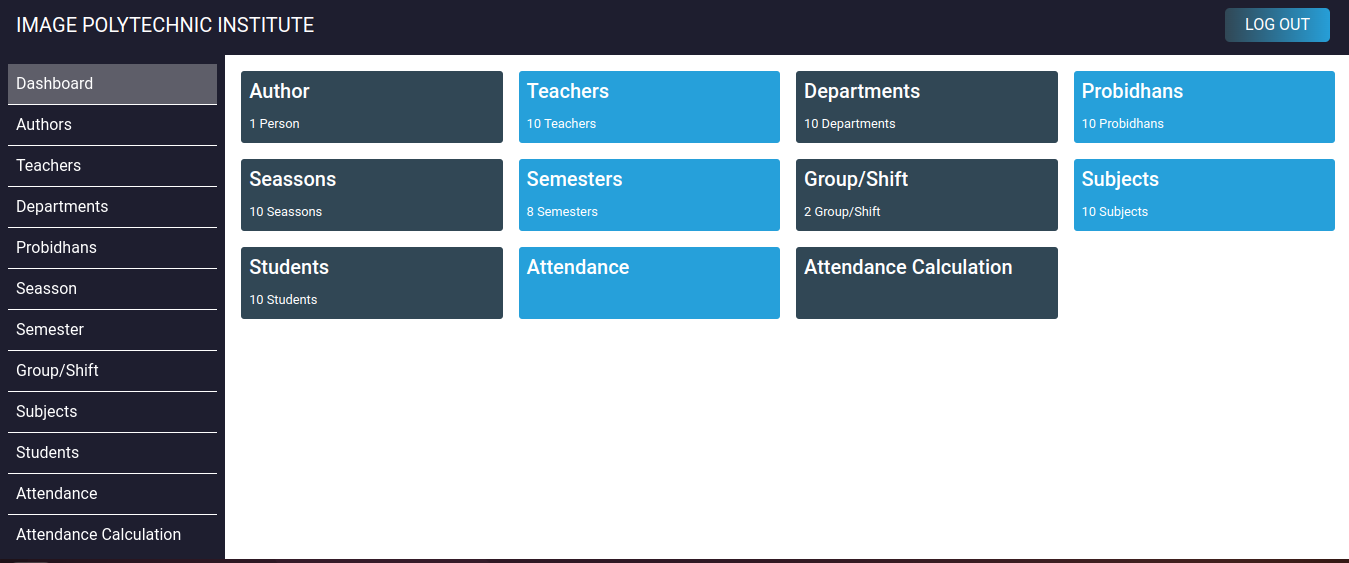 IMAGE POLYTECHNIC INSTITUTE
LOG OUT
Dashboard
Authors
Teachers
Departments
Probidhans
Seasson
Semester
Group/Shift
Subjects
Students
Attendance
Attendance Calculation
Author
1 Person
Teachers
10 Teachers
Departments
10 Departments
Probidhans
10 Probidhans
Seassons
10 Seassons
Semesters
8 Semesters
Group/Shift
2 Group/Shift
Subjects
10 Subjects
Students
10 Students
Attendance
Attendance Calculation